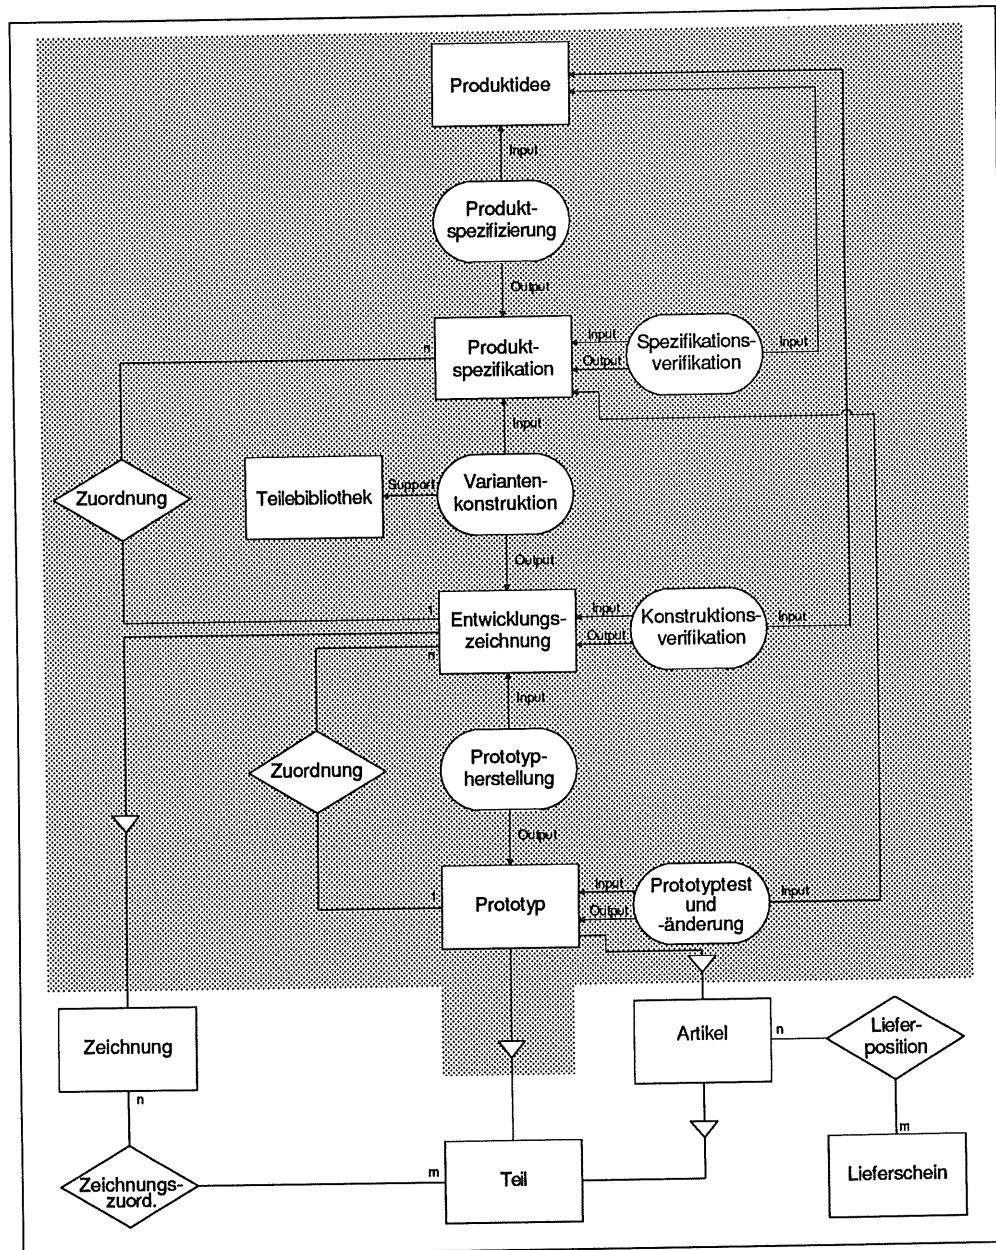 Produktidee
Input
Produkt-
spezifizierung
Output
Produkt-
spezifikation
n
Input
Output
Spezifikations-
verifikation
Input
Input
Zuordnung
Teilebibliothek
Support
Varianten-
konstruktion
Output
1
Entwicklungs-
zeichnung
n
Input
Output
Konstruktions-
verifikation
Input
Input
Zuordnung
Prototyp-
herstellung
Output
1
Prototyp
Input
Output
Prototyptest
und
-änderung
Input
Zeichnung
n
Artikel
n
Liefer-
position
m
Zeichnungs-
zuord.
m
Teil
Lieferschein